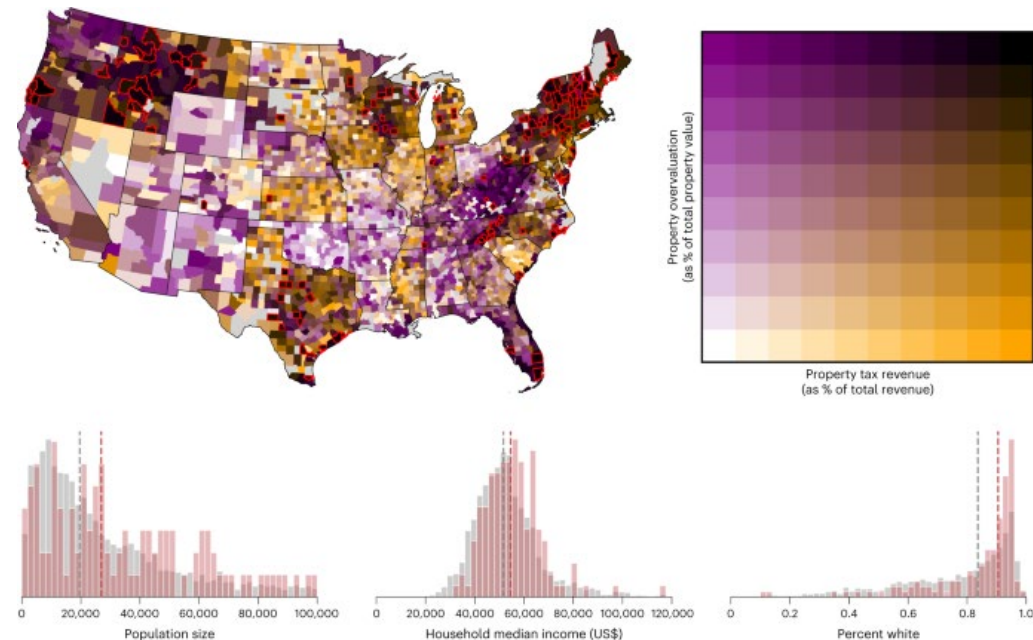 Property overvaluation
(as % of total property value)
Property tax revenue
(as % of total revenue)
0
20,000
40,000
60,000
80,000
100,000
Population size
0
20,000
40,000
60,000
80,000
100,000
120,000
Household median income (US$)
0
0.2
0.4
0.6
0.8
1.0
Percent white